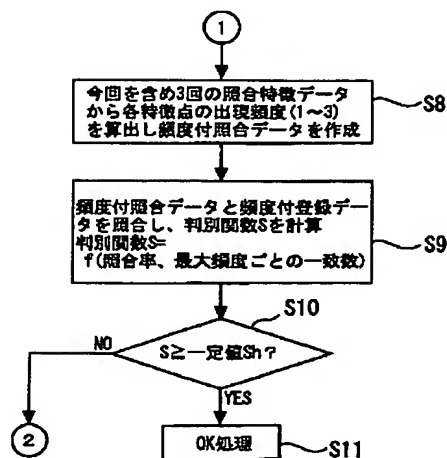 1
今回を含め3回の照合特徴データ
から各特徴点の出現頻度(1～3)
を算出し頻度付照合データを作成
S8
頻度付照合データと頻度付登録デー
タを照合し、判別関数Sを計算
判別関数S=
f(照合率、最大頻度ごとの一致数)
S9
S10
S≧一定値Sh?
NO
YES
2
OK処理
S11